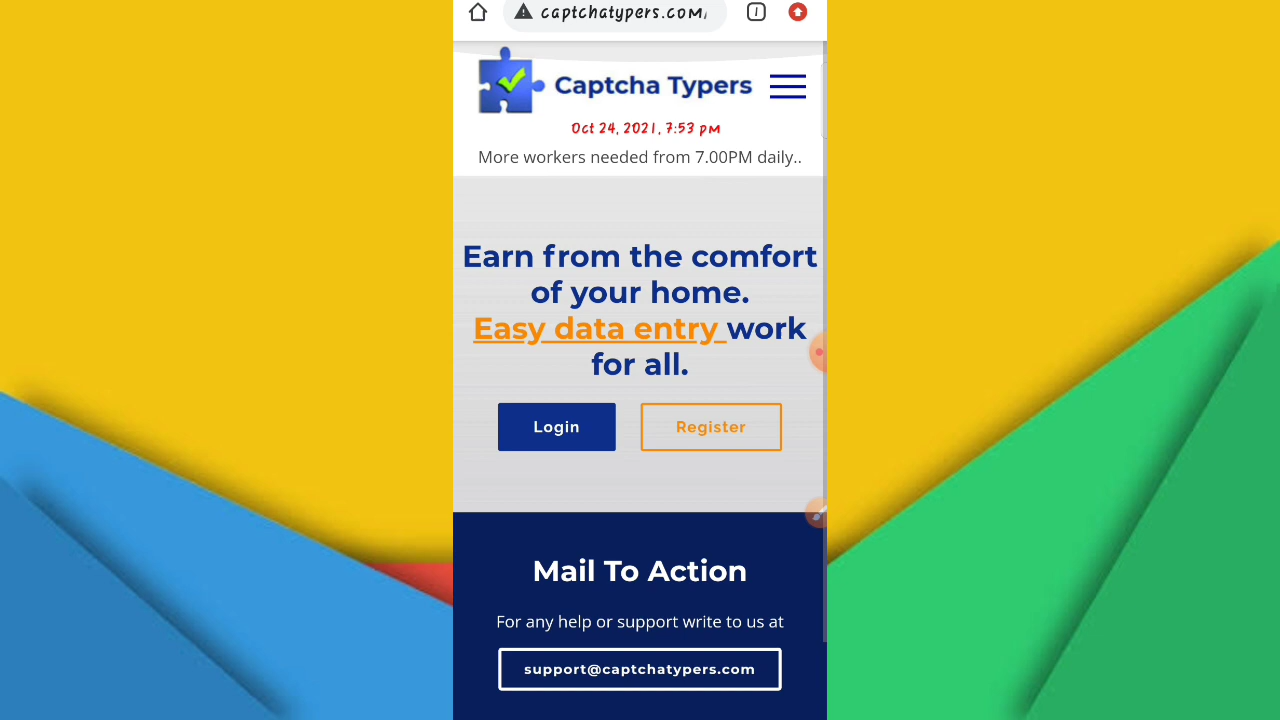 captchatypers.com/
Captcha Typers
Oct 24, 2021, 7:53 pm
More workers needed from 7.00PM daily..
Earn from the comfort
of your home.
Easy data entry work
for all.
Login Register
Mail To Action
For any help or support write to us at
support@captchatypers.com